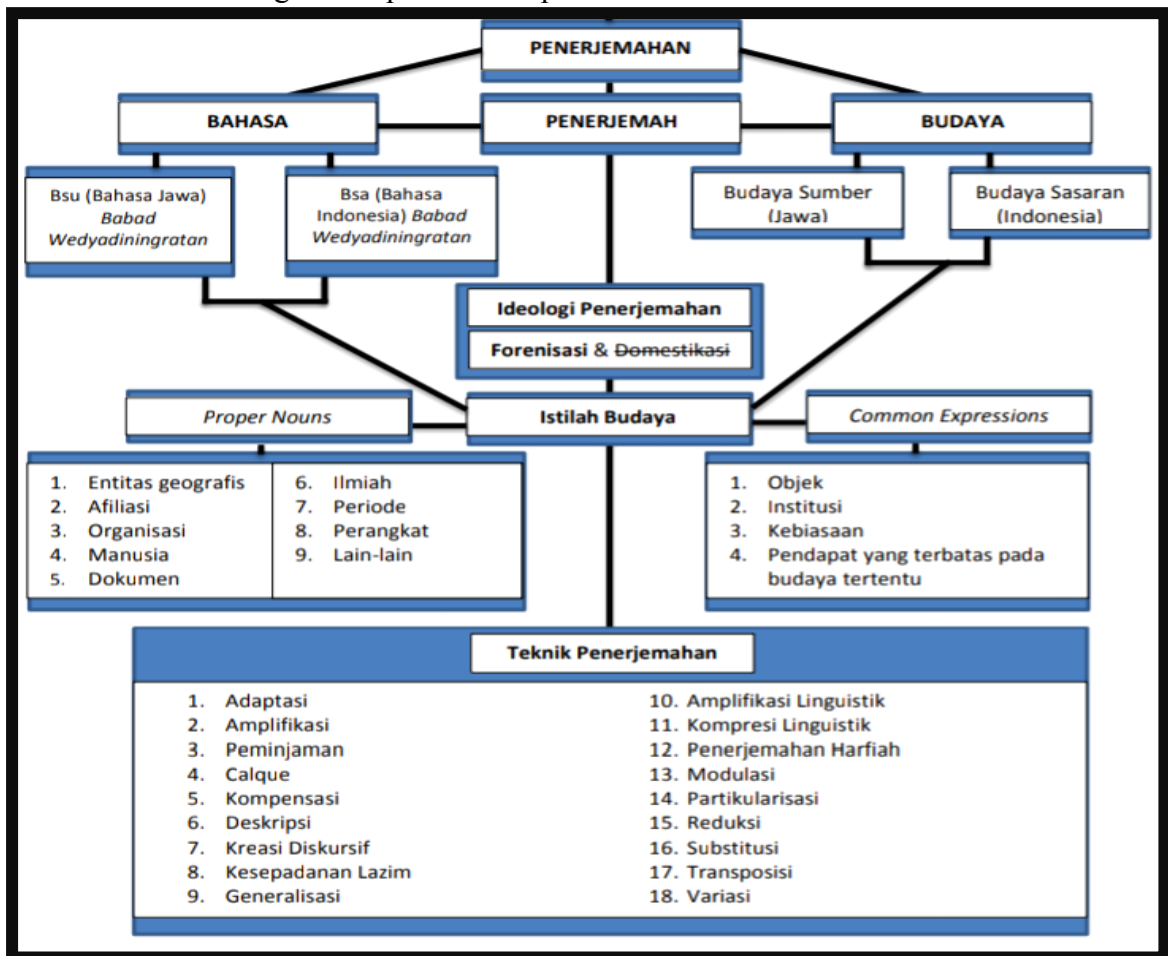 PENERJEMAHAN
BAHASA
PENERJEMAH
BUDAYA
Bsu (Bahasa Jawa)
Babad
Wedyadiningratan
Bsa (Bahasa
Indonesia) Babad
Wedyadiningratan
Budaya Sumber
(Jawa)
Budaya Sasaran
(Indonesia)
Ideologi Penerjemahan
Forenisasi & Domestikasi
Proper Nouns
Istilah Budaya
Common Expressions
1. Entitas geografis
2. Afiliasi
3. Organisasi
4. Manusia
5. Dokumen
6. Ilmiah
7. Periode
8. Perangkat
9. Lain-lain
1. Objek
2. Institusi
3. Kebiasaan
4. Pendapat yang terbatas pada
budaya tertentu
Teknik Penerjemahan
1. Adaptasi
2. Amplifikasi
3. Peminjaman
4. Calque
5. Kompensasi
6. Deskripsi
7. Kreasi Diskursif
8. Kesepadanan Lazim
9. Generalisasi
10. Amplifikasi Linguistik
11. Kompresi Linguistik
12. Penerjemahan Harfiah
13. Modulasi
14. Partikularisasi
15. Reduksi
16. Substitusi
17. Transposisi
18. Variasi